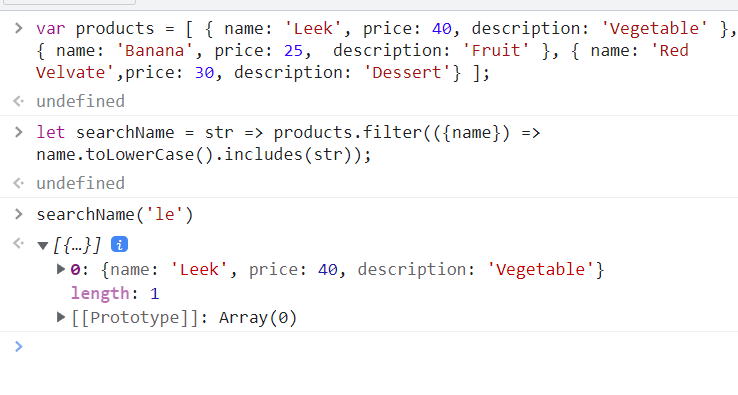 var products = [ { name: 'Leek', price: 40, description: 'Vegetable' },
{ name: 'Banana', price: 25,  description: 'Fruit' }, { name: 'Red
Velvate',price: 30, description: 'Dessert'} ];
undefined
let searchName = str => products.filter(({name}) =>
name.toLowerCase().includes(str));
undefined
searchName('le')
[{…}] i
0: {name: 'Leek', price: 40, description: 'Vegetable'}
length: 1
[[Prototype]]: Array(0)